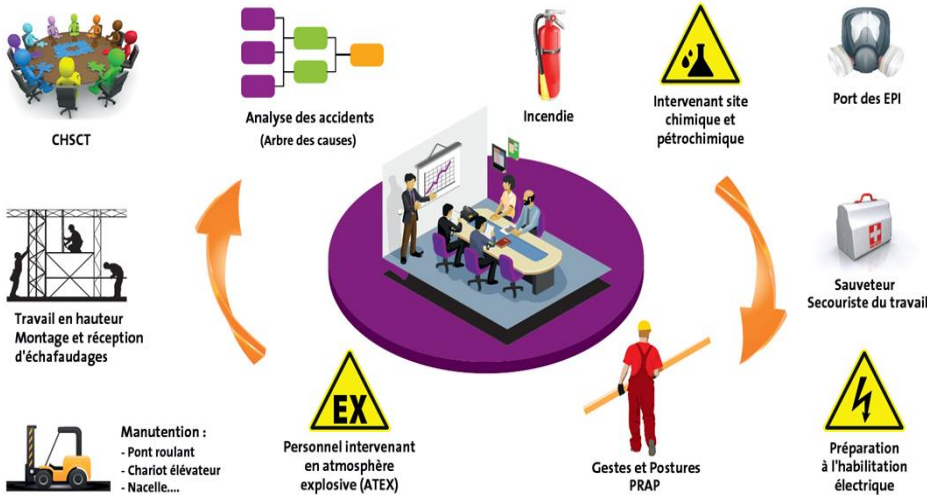 CHSCT
Analyse des accidents
(Arbre des causes)
Incendie
Intervenant site
chimique et
pétrochimique
Port des EPI
Travail en hauteur
Montage et réception
d'échafaudages
Sauveteur
Secouriste du travail
Manutention :
- Pont roulant
- Chariot élévateur
- Nacelle....
EX
Personnel intervenant
en atmosphère
explosive (ATEX)
Gestes et Postures
PRAP
Préparation
à l'habilitation
électrique